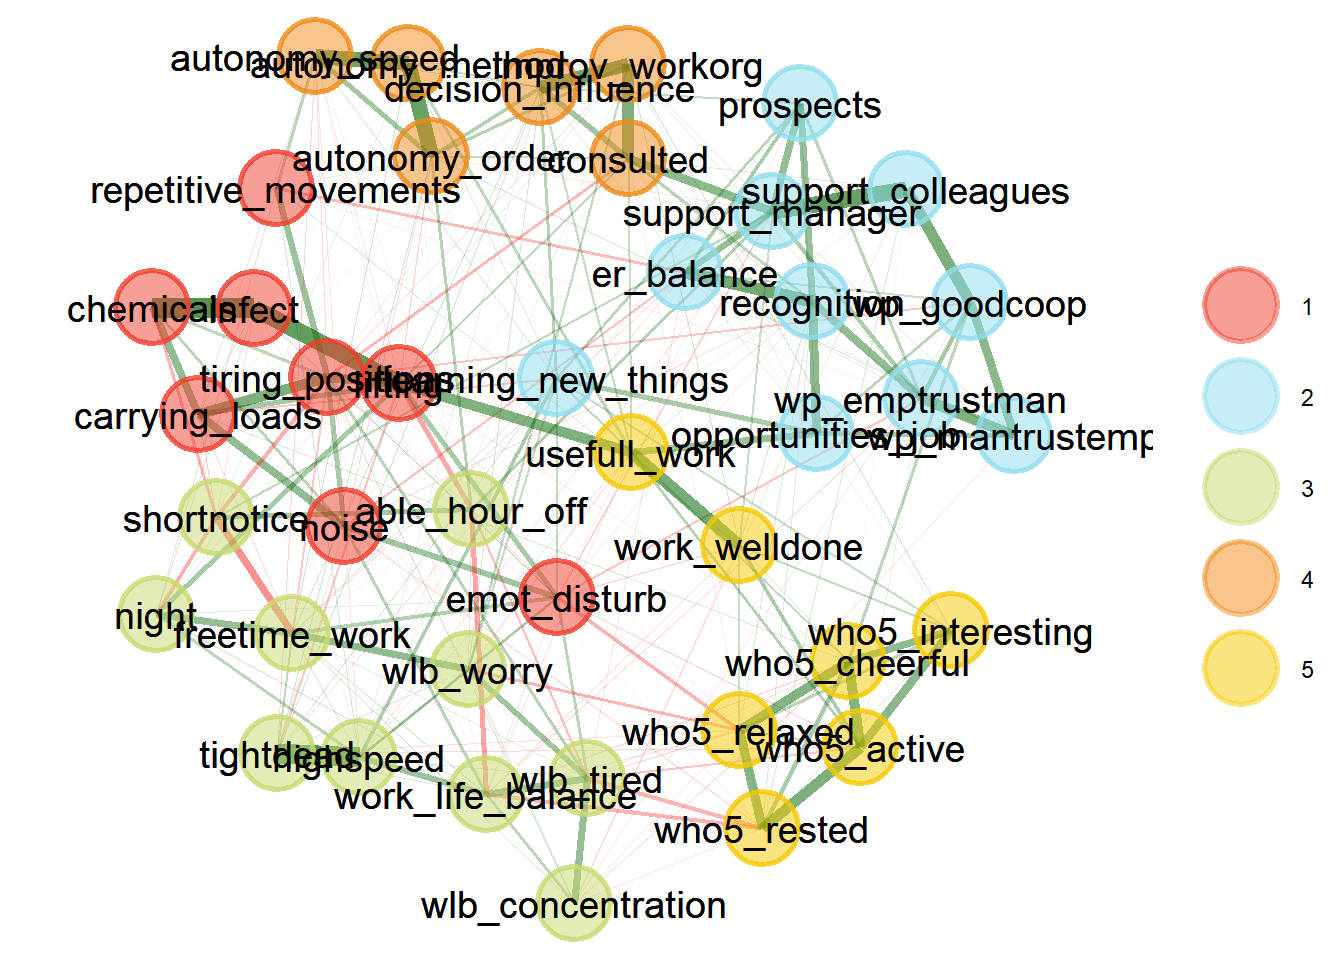 autonomy_speed
autonomy_method
improv_workorg
decision_influence
prospects
autonomy_order
consulted
repetitive_movements
support_colleagues
support_manager
er_balance
recognition
wp_goodcoop
chemicals
infect
tiring_positions
lifting
learning_new_things
carrying_loads
wp_emptrustman
opportunities_job
wp_mantrustemp
usefull_work
shortnotice
noise
able_hour_off
work_welldone
emot_disturb
night
freetime_work
who5_interesting
who5_cheerful
wlb_worry
who5_relaxed
who5_active
tightdead
highspeed
wlb_tired
work_life_balance
who5_rested
wlb_concentration
1
2
3
4
5